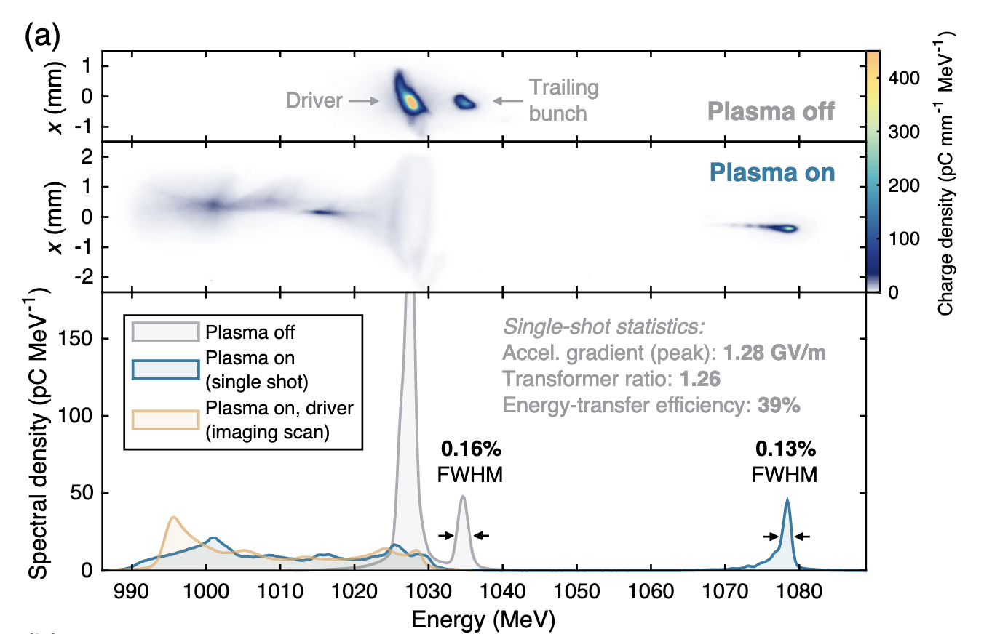 (a)
1
0
-1
x (mm)
Driver
Trailing
bunch
Plasma off
2
1
0
-1
-2
x (mm)
Plasma on
400
300
200
100
0
Charge density (pC mm⁻¹ MeV⁻¹)
150
100
50
0
Spectral density (pC MeV⁻¹)
Plasma off
Plasma on
(single shot)
Plasma on, driver
(imaging scan)
Single-shot statistics:
Accel. gradient (peak): 1.28 GV/m
Transformer ratio: 1.26
Energy-transfer efficiency: 39%
0.16%
FWHM
0.13%
FWHM
990 1000 1010 1020 1030 1040 1050 1060 1070 1080
Energy (MeV)